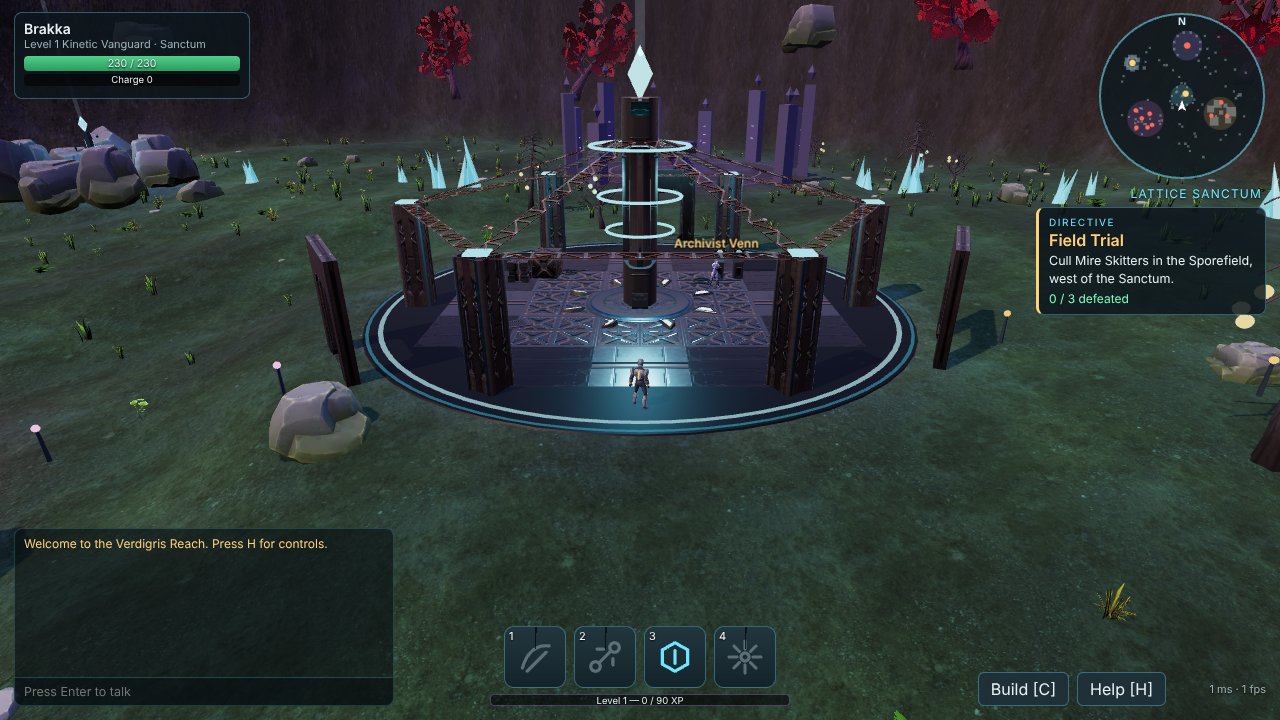 Brakka
Level 1 Kinetic Vanguard · Sanctum
230 / 230
Charge 0
N
LATTICE SANCTUM
DIRECTIVE
Field Trial
Cull Mire Skitters in the Sporefield,
west of the Sanctum.
0 / 3 defeated
Archivist Venn
Welcome to the Verdigris Reach. Press H for controls.
Press Enter to talk
1
2
3
4
Level 1 — 0 / 90 XP
Build [C]
Help [H]
1 ms · 1 fps